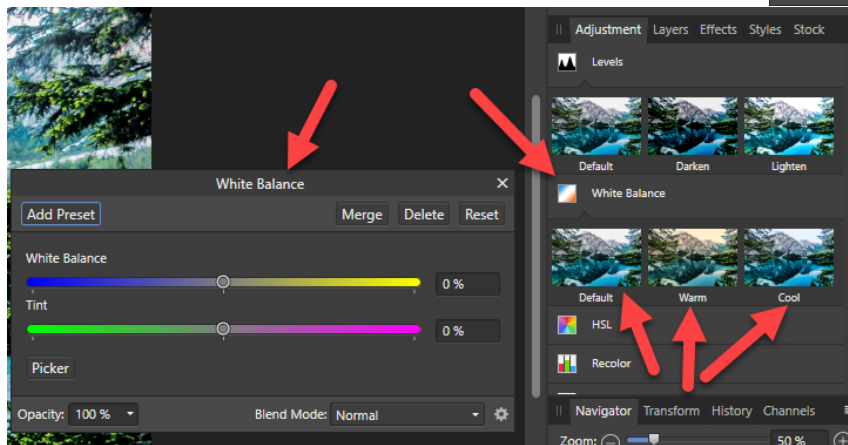 Adjustment Layers Effects Styles Stock
Levels
Default Darken Lighten
White Balance
Default Warm Cool
HSL
Recolor
Navigator Transform History Channels
Zoom: 50 %
White Balance
Add Preset Merge Delete Reset
White Balance
0 %
Tint
0 %
Picker
Opacity: 100 % Blend Mode: Normal